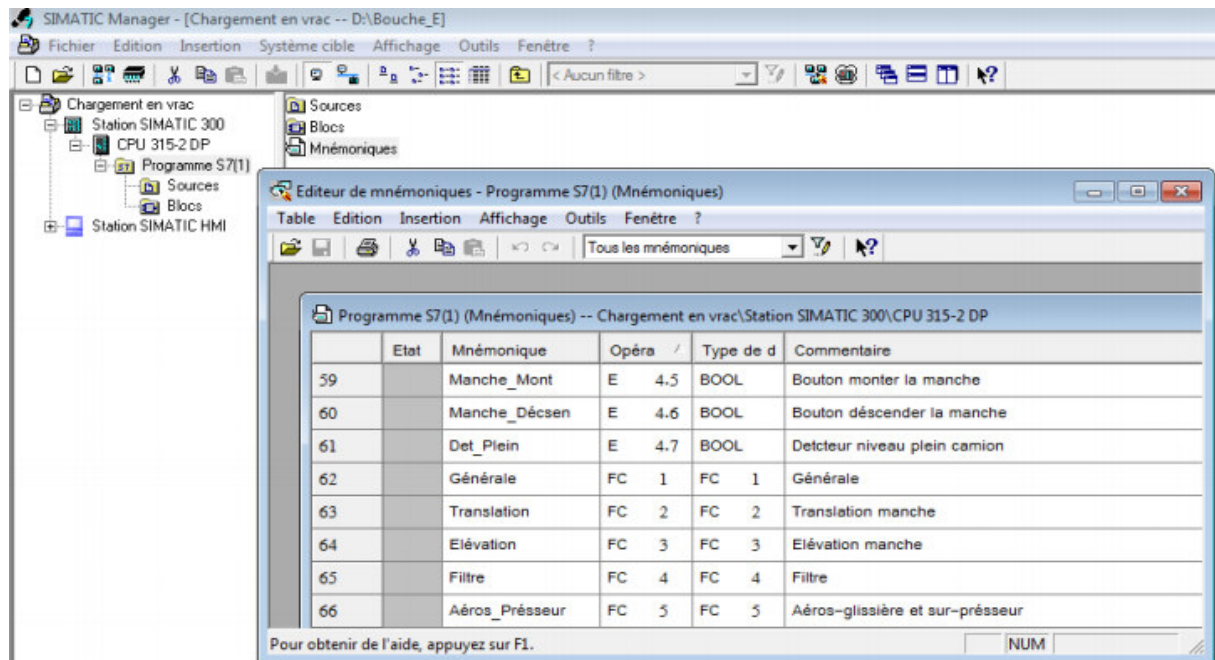 SIMATIC Manager - [Chargement en vrac -- D:\Bouche_E]
Fichier Edition Insertion Système cible Affichage Outils Fenêtre ?
< Aucun filtre >
Chargement en vrac
Station SIMATIC 300
CPU 315-2 DP
Programme S7(1)
Sources
Blocs
Station SIMATIC HMI
Sources
Blocs
Mnémoniques
Editeur de mnémoniques - Programme S7(1) (Mnémoniques)
Table Edition Insertion Affichage Outils Fenêtre ?
Tous les mnémoniques
Programme S7(1) (Mnémoniques) -- Chargement en vrac\Station SIMATIC 300\CPU 315-2 DP
Etat Mnémonique Opéra Type de d Commentaire
59 Manche_Mont E 4.5 BOOL Bouton monter la manche
60 Manche_Décsen E 4.6 BOOL Bouton déscender la manche
61 Det_Plein E 4.7 BOOL Detcteur niveau plein camion
62 Générale FC 1 FC 1 Générale
63 Translation FC 2 FC 2 Translation manche
64 Elévation FC 3 FC 3 Elévation manche
65 Filtre FC 4 FC 4 Filtre
66 Aéros_Présseur FC 5 FC 5 Aéros-glissière et sur-présseur
Pour obtenir de l'aide, appuyez sur F1.
NUM